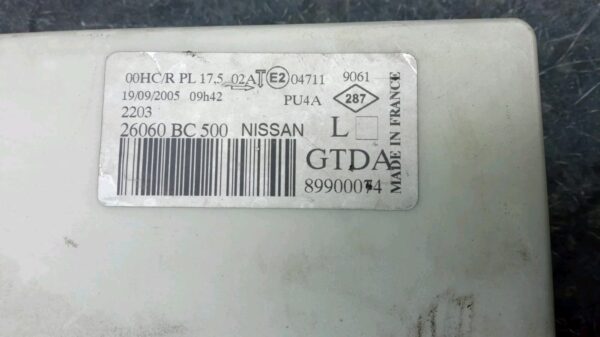 00HC/R PL 17,5 02A T E2 04711 9061
19/09/2005 09h42 PU4A 287
2203
26060 BC 500 NISSAN L
GTDA
89900074
MADE IN FRANCE